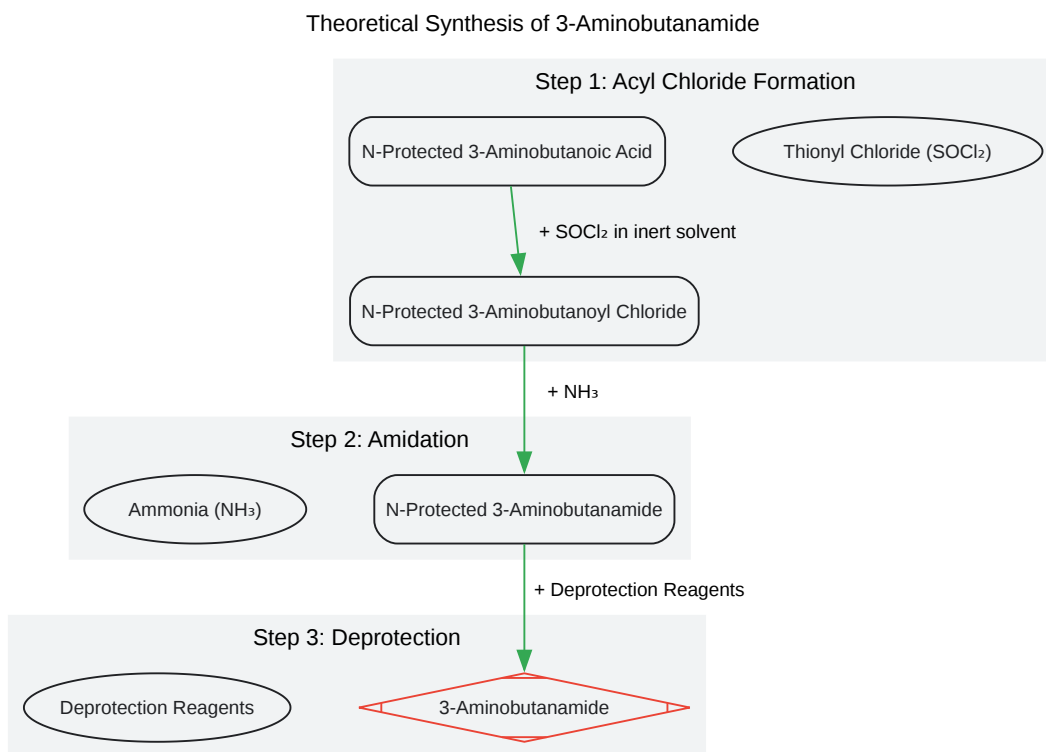 Theoretical Synthesis of 3-Aminobutanamide
Step 1: Acyl Chloride Formation
N-Protected 3-Aminobutanoic Acid
Thionyl Chloride (SOCl₂)
+ SOCl₂ in inert solvent
N-Protected 3-Aminobutanoyl Chloride
+ NH₃
Step 2: Amidation
Ammonia (NH₃)
N-Protected 3-Aminobutanamide
+ Deprotection Reagents
Step 3: Deprotection
Deprotection Reagents
3-Aminobutanamide